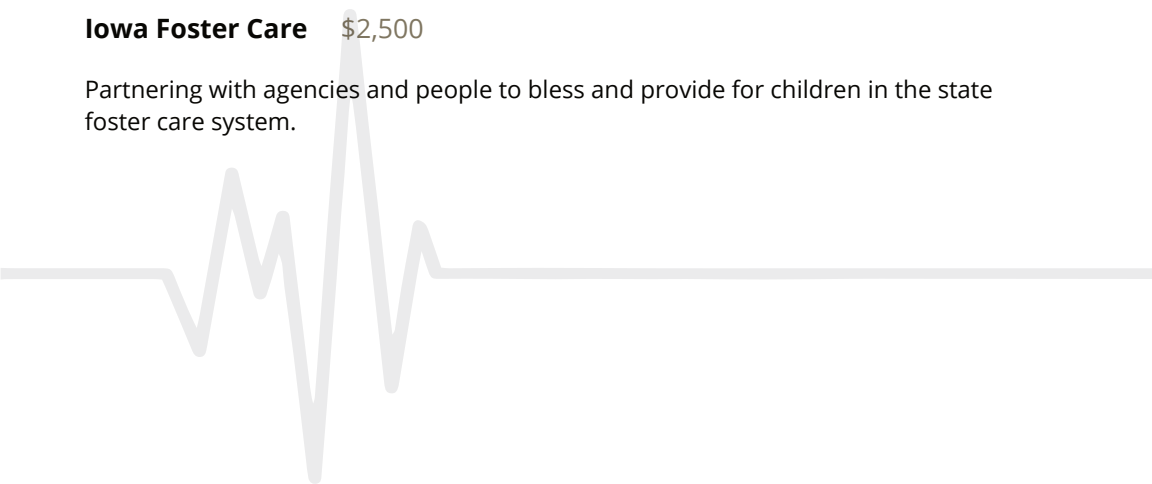 Iowa Foster Care $2,500
Partnering with agencies and people to bless and provide for children in the state
foster care system.